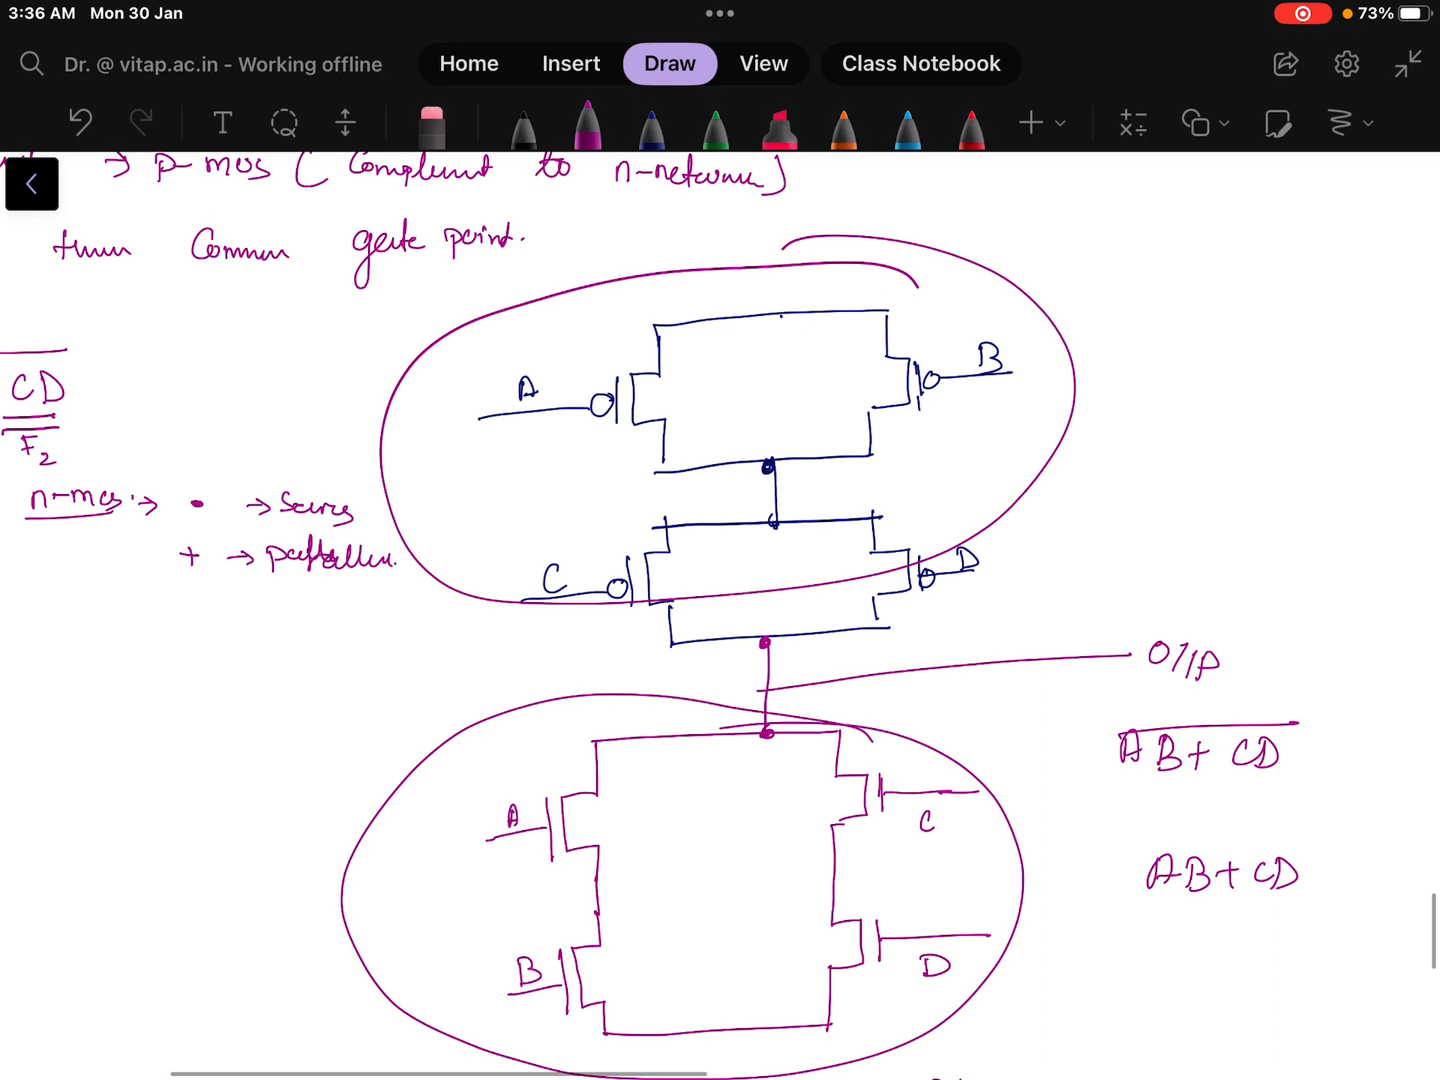 3:36 AM Mon 30 Jan
73%
Dr. @ vitap.ac.in - Working offline
Home Insert Draw View Class Notebook
→ p-mos ( Complement to n-network)
Common gate point.
A
B
CD
F2
n-mos →
• → Series
+ → parallel.
C
D
O/P
AB + CD
A
C
AB + CD
B
D